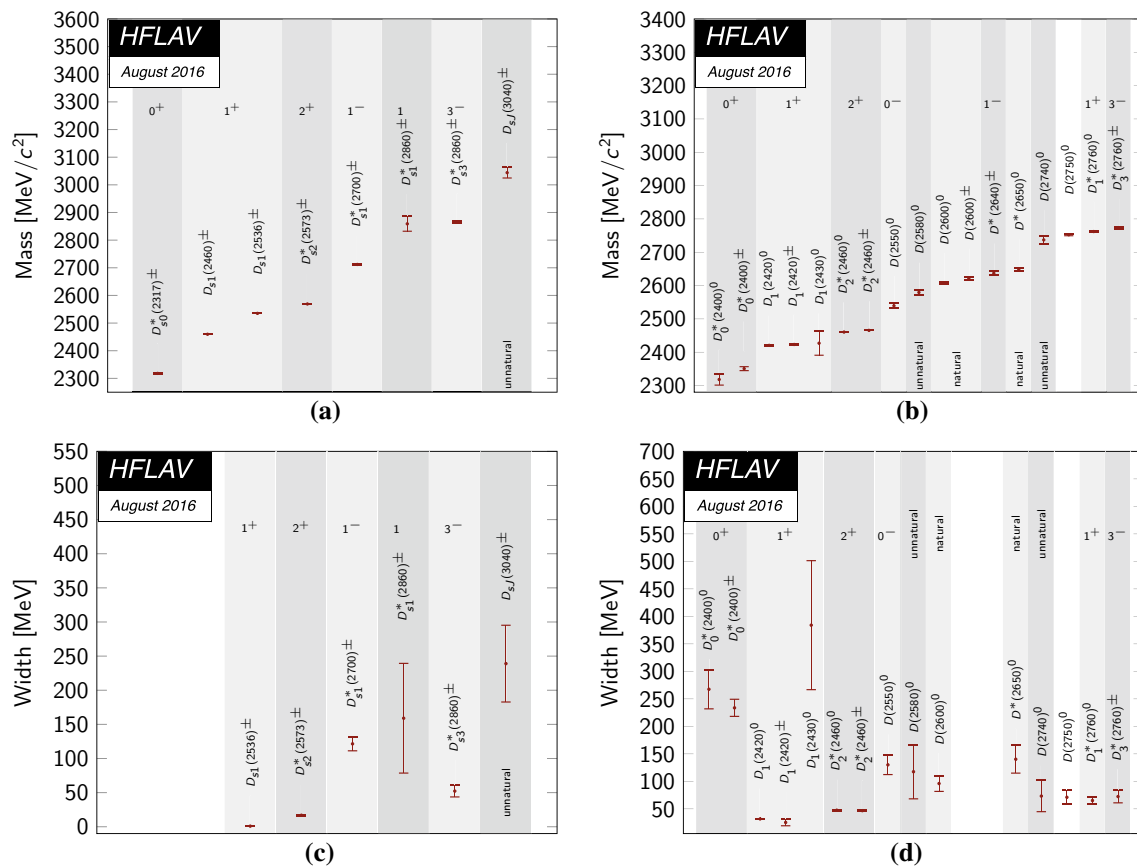 3600
3500
3400
3300
3200
3100
3000
2900
2800
2700
2600
2500
2400
2300
Mass [MeV/c²]
HFLAV
August 2016
0⁺ 1⁺ 2⁺ 1⁻ 1 3⁻
D*s0(2317)±
Ds1(2460)±
Ds1(2536)±
D*s2(2573)±
D*s1(2700)±
D*s1(2860)±
D*s3(2860)±
DsJ(3040)±
unnatural
(a)
3400
3300
3200
3100
3000
2900
2800
2700
2600
2500
2400
2300
Mass [MeV/c²]
HFLAV
August 2016
0⁺ 1⁺ 2⁺ 0⁻ 1⁻ 1⁺ 3⁻
D*0(2400)⁰
D*0(2400)±
D1(2420)⁰
D1(2420)±
D1(2430)⁰
D*2(2460)⁰
D*2(2460)±
D(2550)⁰
D(2580)⁰
D(2600)⁰
D(2600)±
D*(2640)±
D*(2650)⁰
D(2740)⁰
D(2750)⁰
D*1(2760)⁰
D*3(2760)±
unnatural
natural
natural
unnatural
(b)
550
500
450
400
350
300
250
200
150
100
50
0
Width [MeV]
HFLAV
August 2016
1⁺ 2⁺ 1⁻ 1 3⁻
Ds1(2536)±
D*s2(2573)±
D*s1(2700)±
D*s1(2860)±
D*s3(2860)±
DsJ(3040)±
unnatural
(c)
700
650
600
550
500
450
400
350
300
250
200
150
100
50
Width [MeV]
HFLAV
August 2016
0⁺ 1⁺ 2⁺ 0⁻ 1⁺ 3⁻
unnatural
natural
natural
unnatural
D*0(2400)⁰
D*0(2400)±
D1(2420)⁰
D1(2420)±
D1(2430)⁰
D*2(2460)⁰
D*2(2460)±
D(2550)⁰
D(2580)⁰
D(2600)⁰
D*(2650)⁰
D(2740)⁰
D(2750)⁰
D*1(2760)⁰
D*3(2760)±
(d)